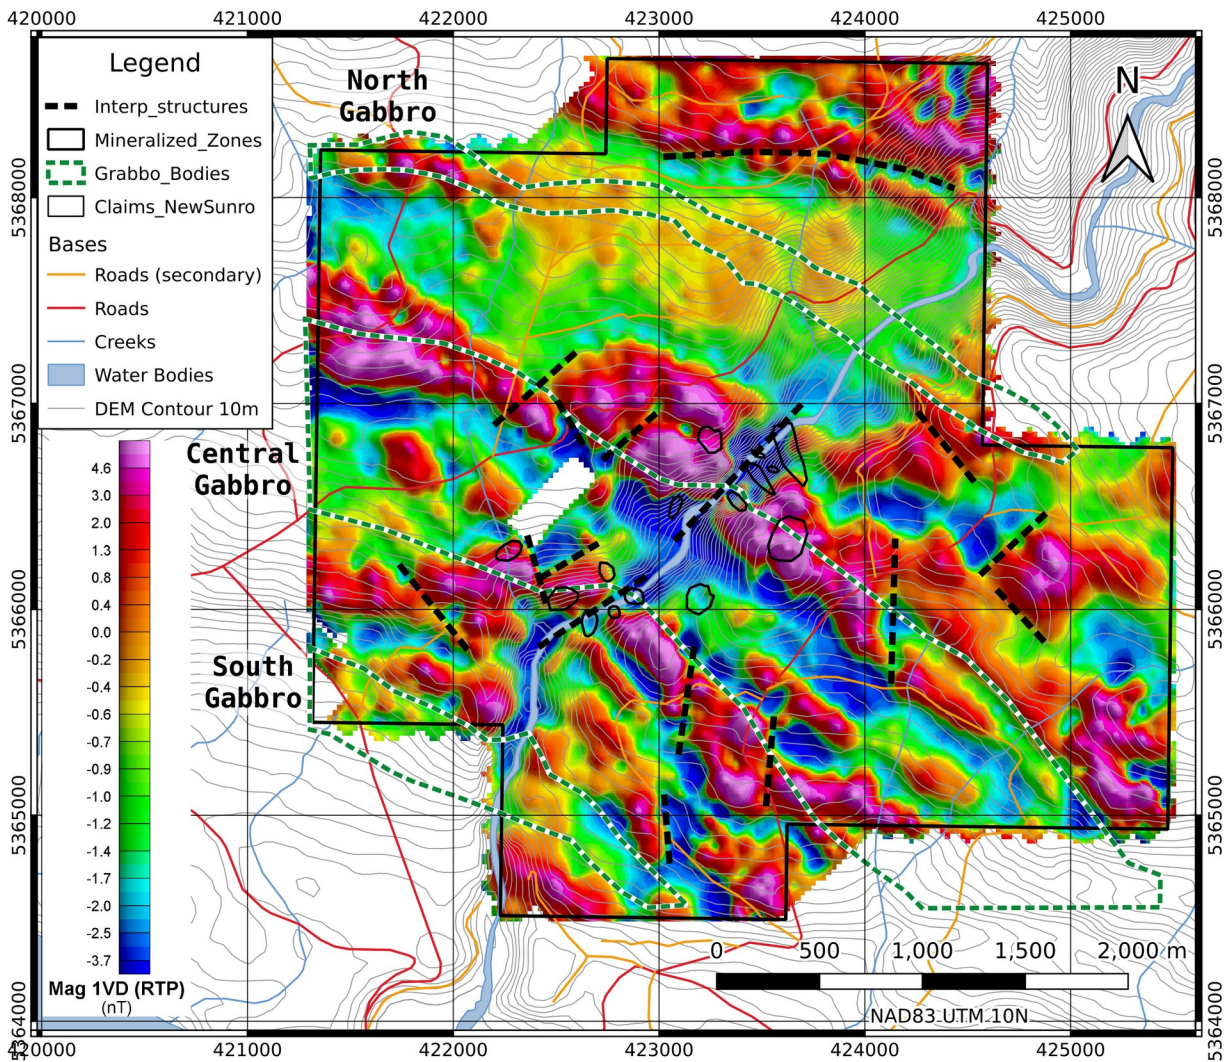 420000 421000 422000 423000 424000 425000
Legend
Interp_structures
Mineralized_Zones
Grabbo_Bodies
Claims_NewSunro
Bases
Roads (secondary)
Roads
Creeks
Water Bodies
DEM Contour 10m
North
Gabbro
N
5368000
5368000
5367000
5367000
Central
Gabbro
4.6
3.0
2.0
1.3
0.8
0.4
0.0
-0.2
-0.4
-0.6
-0.7
-0.9
-1.0
-1.2
-1.4
-1.7
-2.0
-2.5
-3.7
Mag 1VD (RTP)
(nT)
5366000
5366000
South
Gabbro
5365000
5365000
0 500 1,000 1,500 2,000 m
NAD83 UTM 10N
5364000
5364000
420000 421000 422000 423000 424000 425000